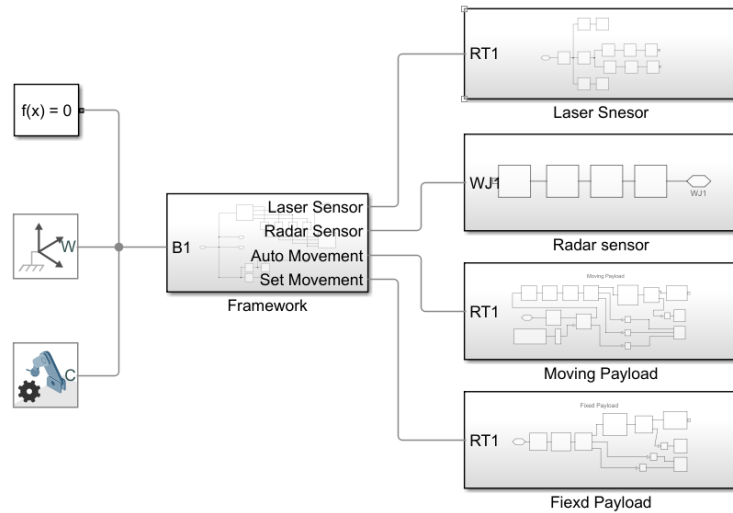 RT1
Laser Snesor
f(x) = 0
WJ1
WJ1
Radar sensor
W
B1
Laser Sensor
Radar Sensor
Auto Movement
Set Movement
Framework
Moving Payload
RT1
Moving Payload
C
Fixed Payload
RT1
Fiexd Payload